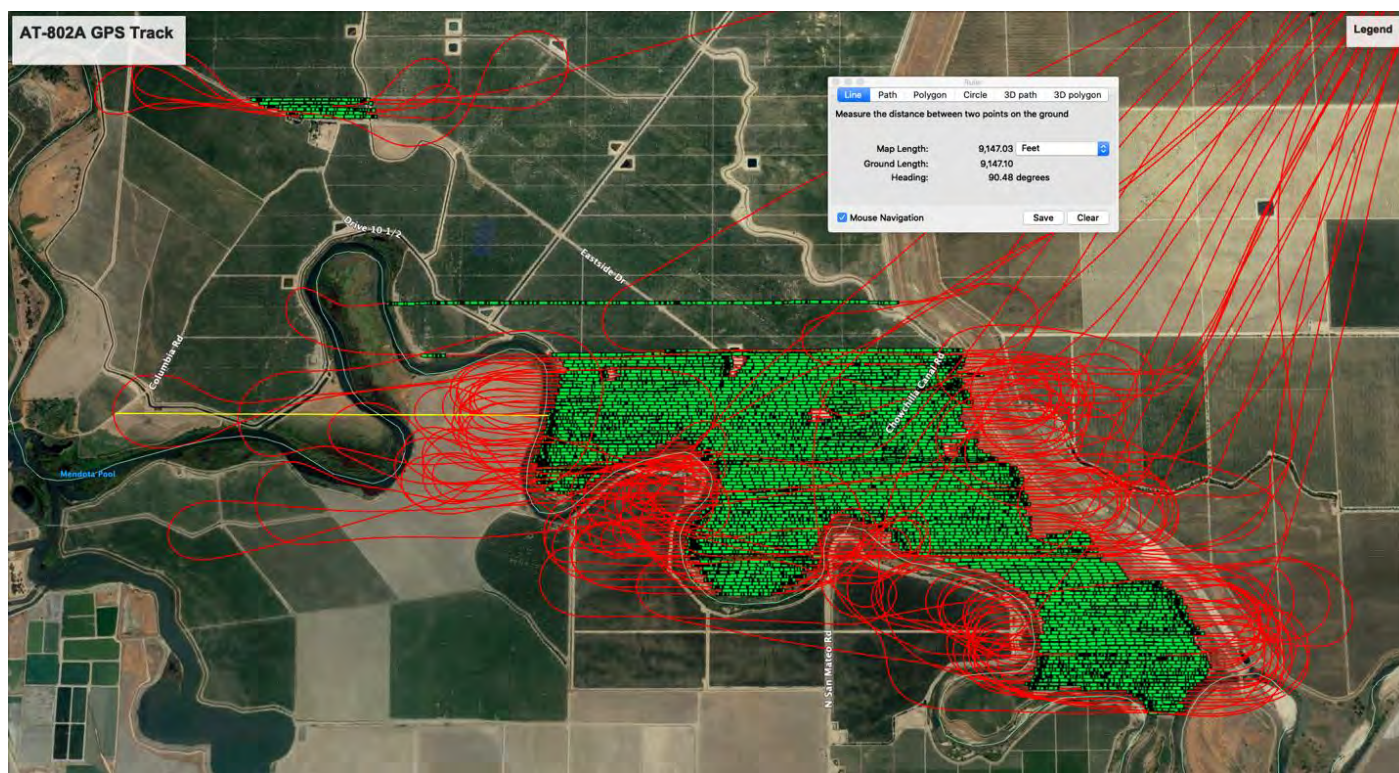 AT-802A GPS Track
Legend
Ruler
Line Path Polygon Circle 3D path 3D polygon
Measure the distance between two points on the ground
Map Length: 9,147.03 Feet
Ground Length: 9,147.10
Heading: 90.48 degrees
Mouse Navigation Save Clear
Drive 10-1/2
Eastside Dr
Columbia Rd
Chowchilla Canal Rd
Mendota Pool
N San Mateo Rd